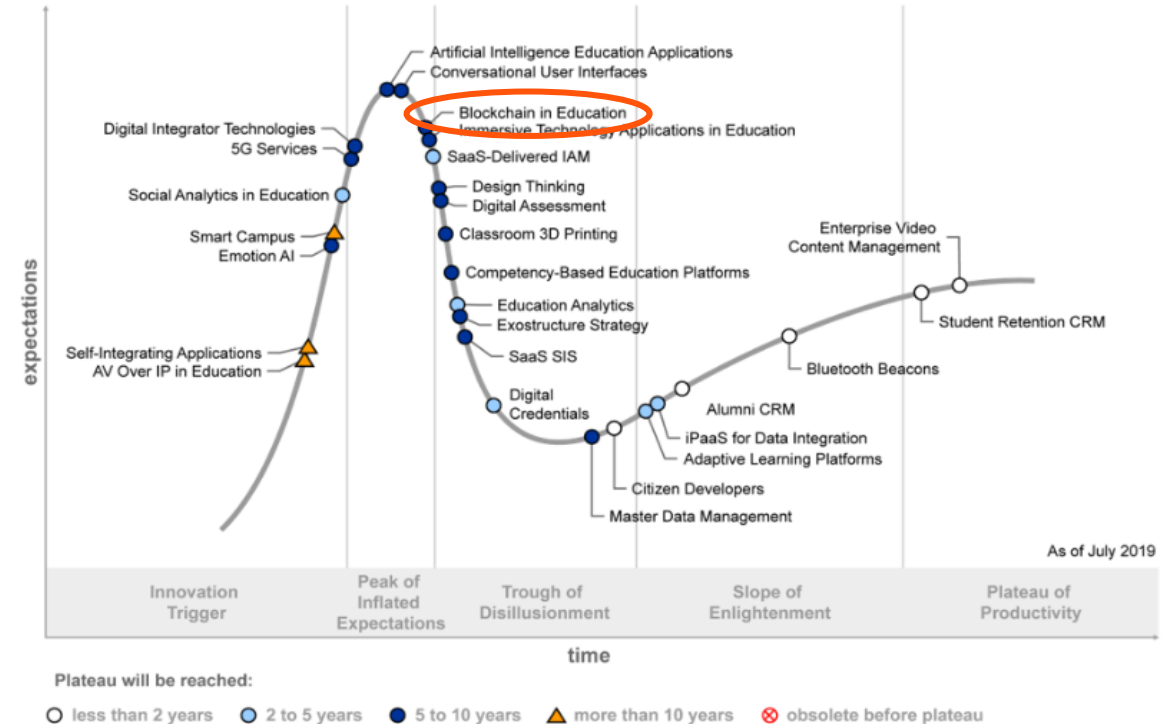 Artificial Intelligence Education Applications
Conversational User Interfaces
Blockchain in Education
Immersive Technology Applications in Education
Digital Integrator Technologies
5G Services
SaaS-Delivered IAM
Social Analytics in Education
Design Thinking
Digital Assessment
Smart Campus
Emotion AI
Classroom 3D Printing
Enterprise Video
Content Management
Competency-Based Education Platforms
Education Analytics
Exostructure Strategy
Student Retention CRM
Self-Integrating Applications
AV Over IP in Education
SaaS SIS
Bluetooth Beacons
Digital
Credentials
Alumni CRM
iPaaS for Data Integration
Adaptive Learning Platforms
Citizen Developers
Master Data Management
expectations
As of July 2019
Innovation
Trigger
Peak of
Inflated
Expectations
Trough of
Disillusionment
Slope of
Enlightenment
Plateau of
Productivity
time
Plateau will be reached:
less than 2 years
2 to 5 years
5 to 10 years
more than 10 years
obsolete before plateau